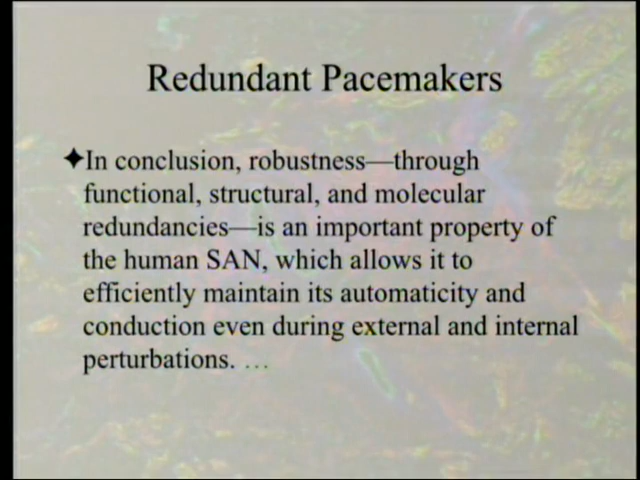 Redundant Pacemakers
✦In conclusion, robustness—through
functional, structural, and molecular
redundancies—is an important property of
the human SAN, which allows it to
efficiently maintain its automaticity and
conduction even during external and internal
perturbations. …